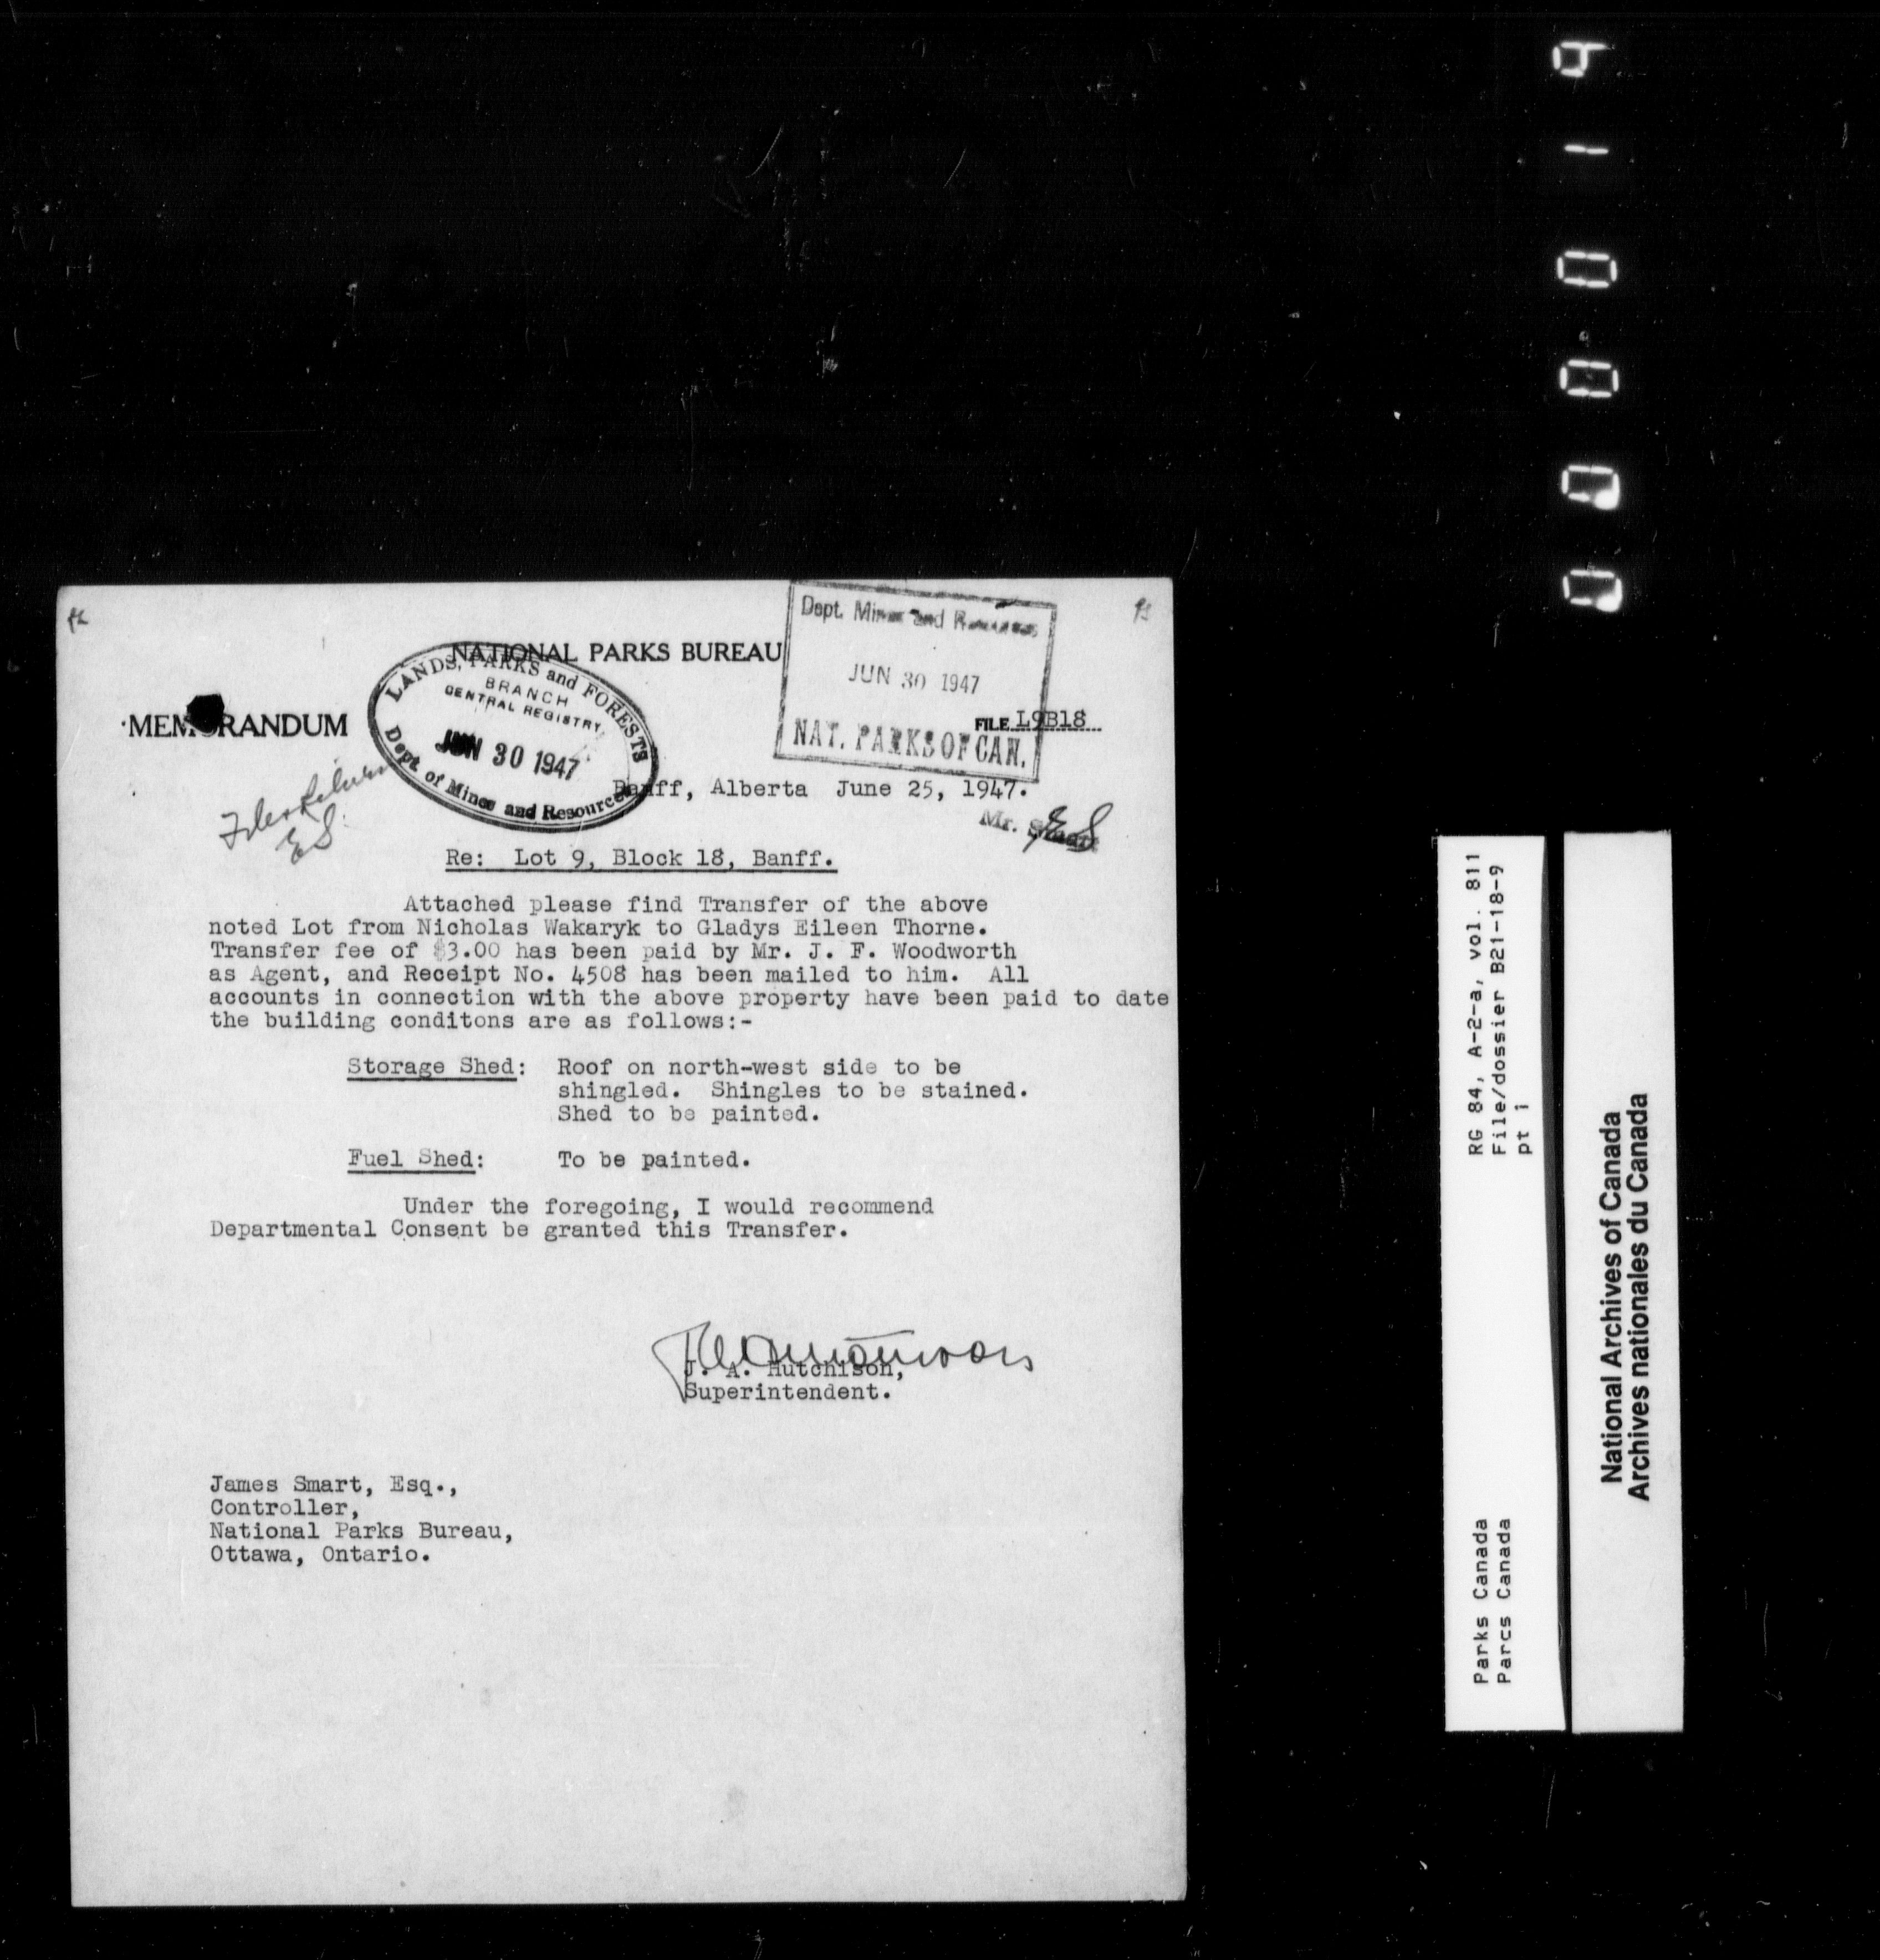 NATIONAL PARKS BUREAU
Dept. Mines and Resources
JUN 30 1947
NAT. PARKS OF CAN.
LANDS, PARKS and FORESTS
BRANCH
CENTRAL REGISTRY
JUN 30 1947
Dept of Mines and Resources
MEMORANDUM
FILE L9B18
Banff, Alberta June 25, 1947.
Mr. Smart
ES
ES
Re: Lot 9, Block 18, Banff.
Attached please find Transfer of the above
noted Lot from Nicholas Wakaryk to Gladys Eileen Thorne.
Transfer fee of $3.00 has been paid by Mr. J. F. Woodworth
as Agent, and Receipt No. 4508 has been mailed to him. All
accounts in connection with the above property have been paid to date
the building conditons are as follows:-
Storage Shed: Roof on north-west side to be
shingled. Shingles to be stained.
Shed to be painted.
Fuel Shed: To be painted.
Under the foregoing, I would recommend
Departmental Consent be granted this Transfer.
J. A. Hutchison,
Superintendent.
James Smart, Esq.,
Controller,
National Parks Bureau,
Ottawa, Ontario.
RG 84, A-2-a, vol. 811
File/dossier B21-18-9
pt 1
Parks Canada
Parcs Canada
National Archives of Canada
Archives nationales du Canada